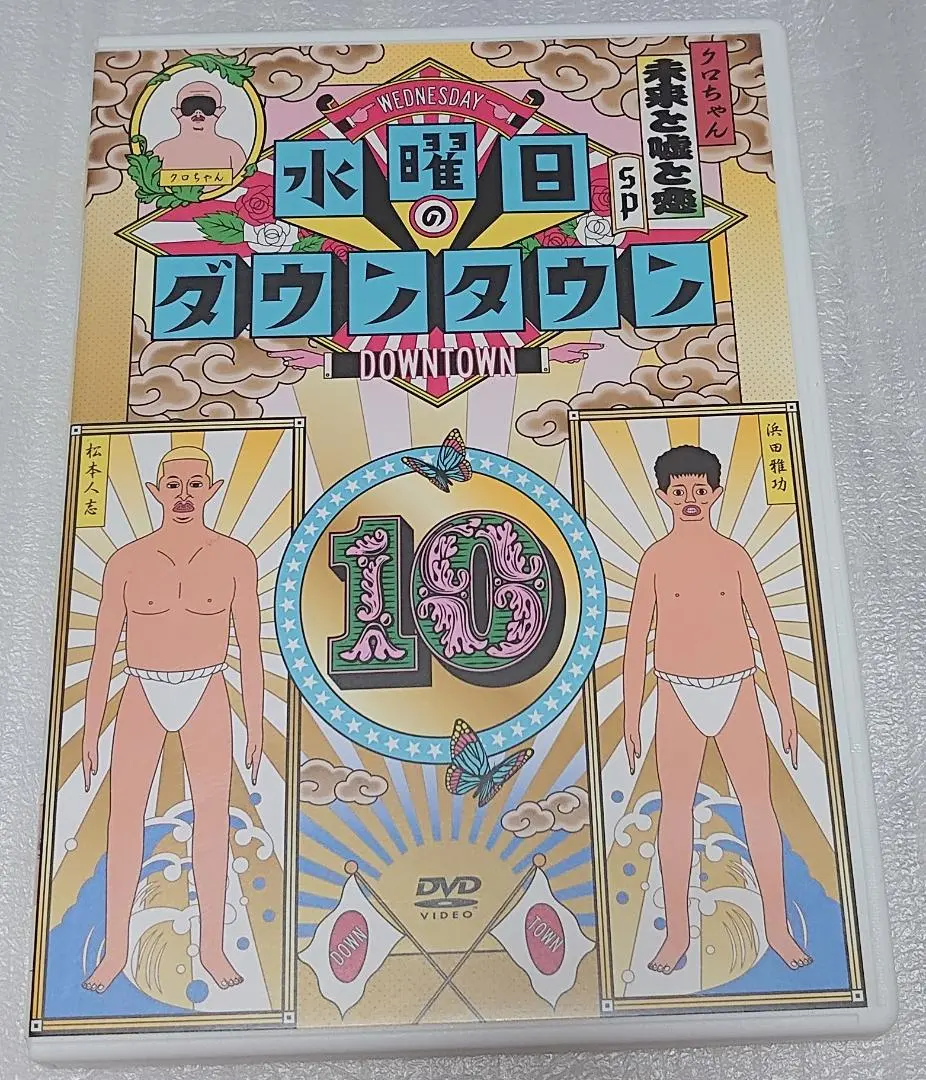 クロちゃん
未来と嘘と恋
SP
クロちゃん
WEDNESDAY
水曜日
の
ダウンタウン
DOWNTOWN
松本人志
浜田雅功
10
DVD
VIDEO
DOWN
TOWN